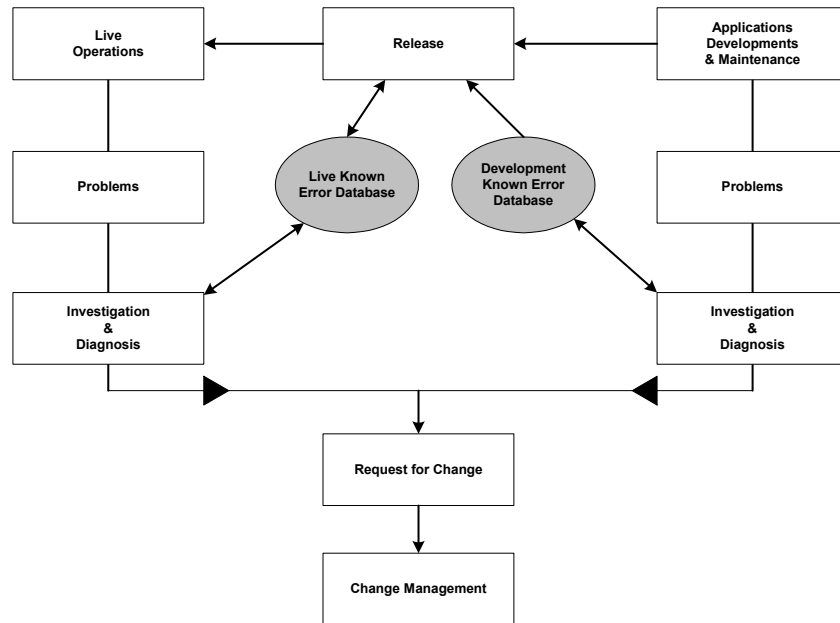 Live
Operations
Release
Applications
Developments
& Maintenance
Problems
Live Known
Error Database
Development
Known Error
Database
Problems
Investigation
&
Diagnosis
Investigation
&
Diagnosis
Request for Change
Change Management